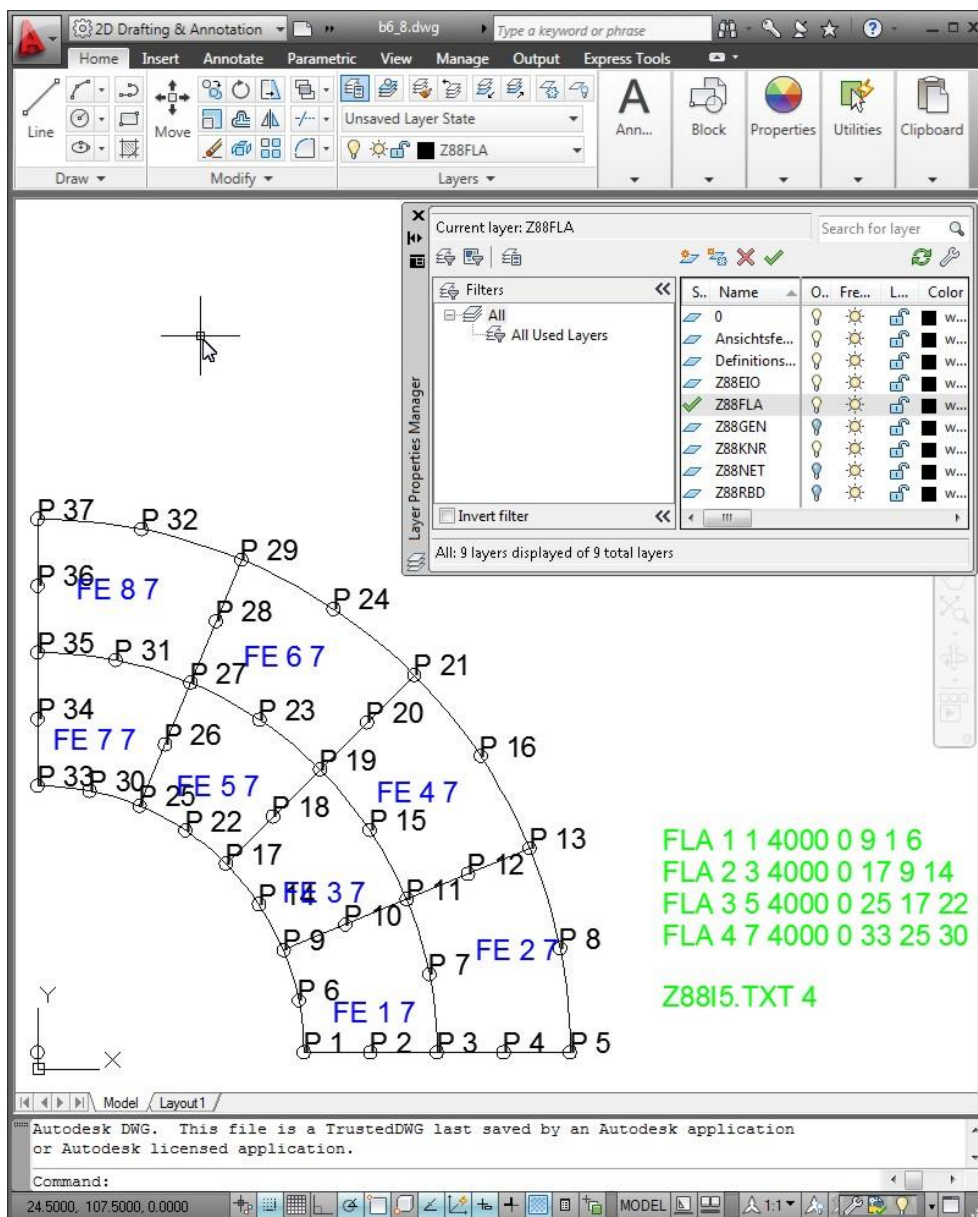 2D Drafting & Annotation b6_8.dwg Type a keyword or phrase
Home Insert Annotate Parametric View Manage Output Express Tools
Line Move Unsaved Layer State Ann... Block Properties Utilities Clipboard
Z88FLA
Draw Modify Layers
Current layer: Z88FLA Search for layer
Filters
All
All Used Layers
S.. Name O.. Fre... L... Color
0 w...
Ansichtsfe... w...
Definitions... w...
Z88EIO w...
Z88FLA w...
Z88GEN w...
Z88KNR w...
Z88NET w...
Z88RBD w...
Invert filter
All: 9 layers displayed of 9 total layers
Layer Properties Manager
P 37
P 32
P 29
P 36
FE 8 7
P 24
P 28
P 35
P 31
FE 6 7
P 27
P 21
P 34
P 23
P 20
FE 7 7
P 26
P 16
P 33
P 30
P 25
FE 5 7
P 19
FE 4 7
P 22
P 18
P 15
P 17
P 13
P 14
FE 3 7
P 12
P 11
P 10
P 9
FE 2 7
P 8
P 7
P 6
FE 1 7
P 1
P 2
P 3
P 4
P 5
FLA 1 1 4000 0 9 1 6
FLA 2 3 4000 0 17 9 14
FLA 3 5 4000 0 25 17 22
FLA 4 7 4000 0 33 25 30
Z88I5.TXT 4
Y
X
Model Layout1
Autodesk DWG. This file is a TrustedDWG last saved by an Autodesk application
or Autodesk licensed application.
Command:
24.5000, 107.5000, 0.0000 MODEL 1:1